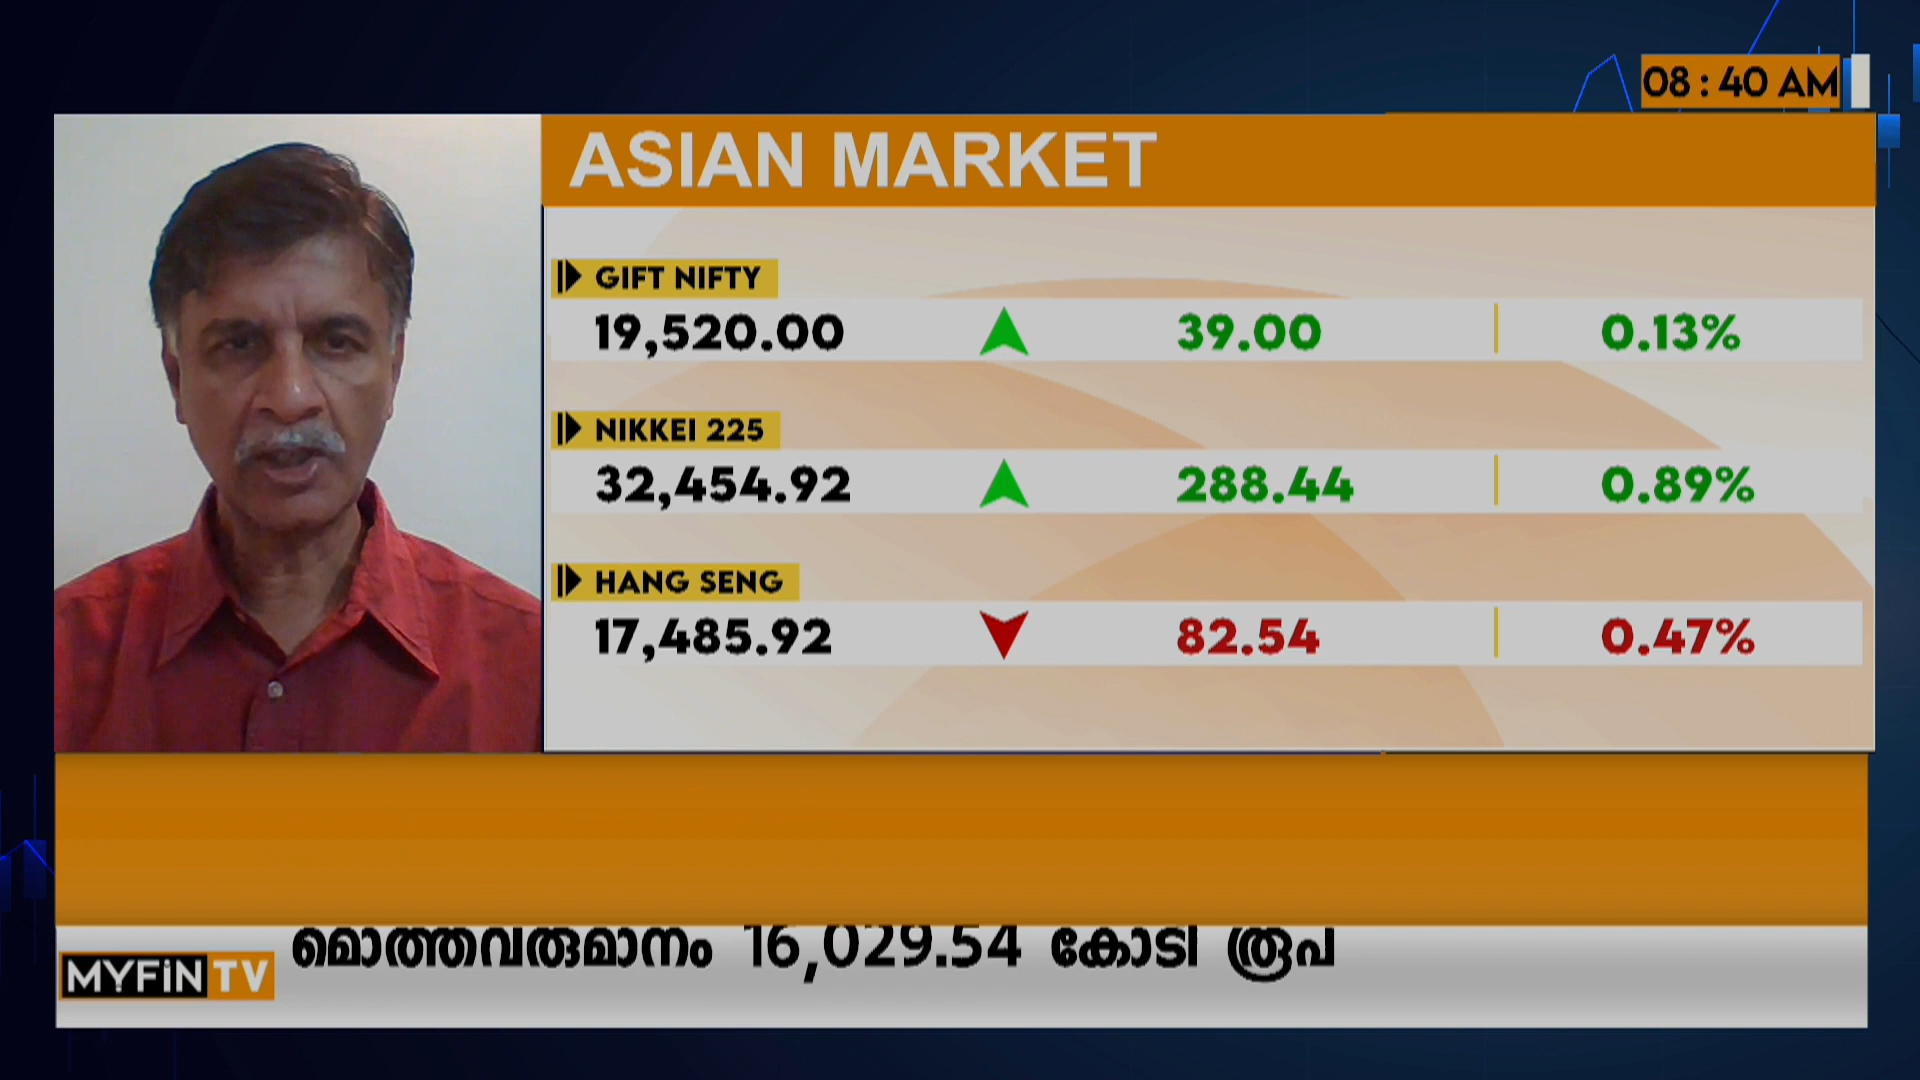 08 : 40 AM
ASIAN MARKET
GIFT NIFTY
19,520.00 39.00 0.13%
NIKKEI 225
32,454.92 288.44 0.89%
HANG SENG
17,485.92 82.54 0.47%
മൊത്തവരുമാനം 16,029.54 കോടി രൂപ
MYFiN TV